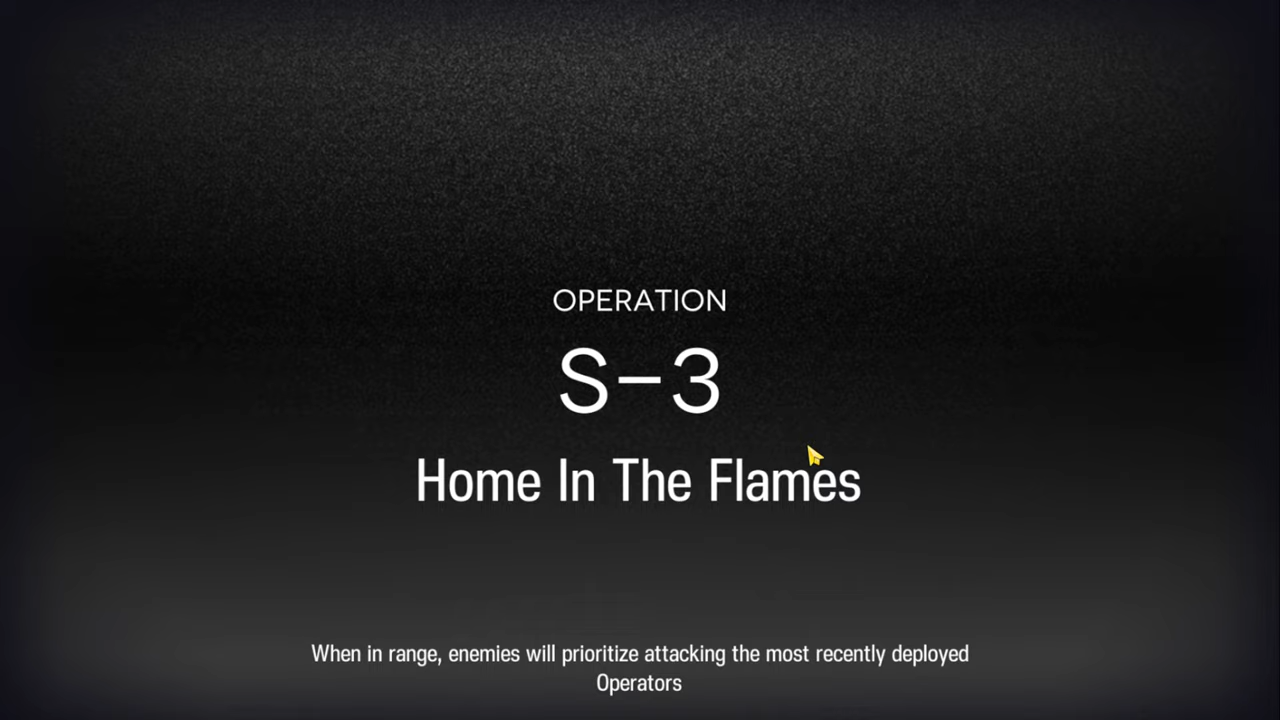 OPERATION
S-3
Home In The Flames
When in range, enemies will prioritize attacking the most recently deployed
Operators